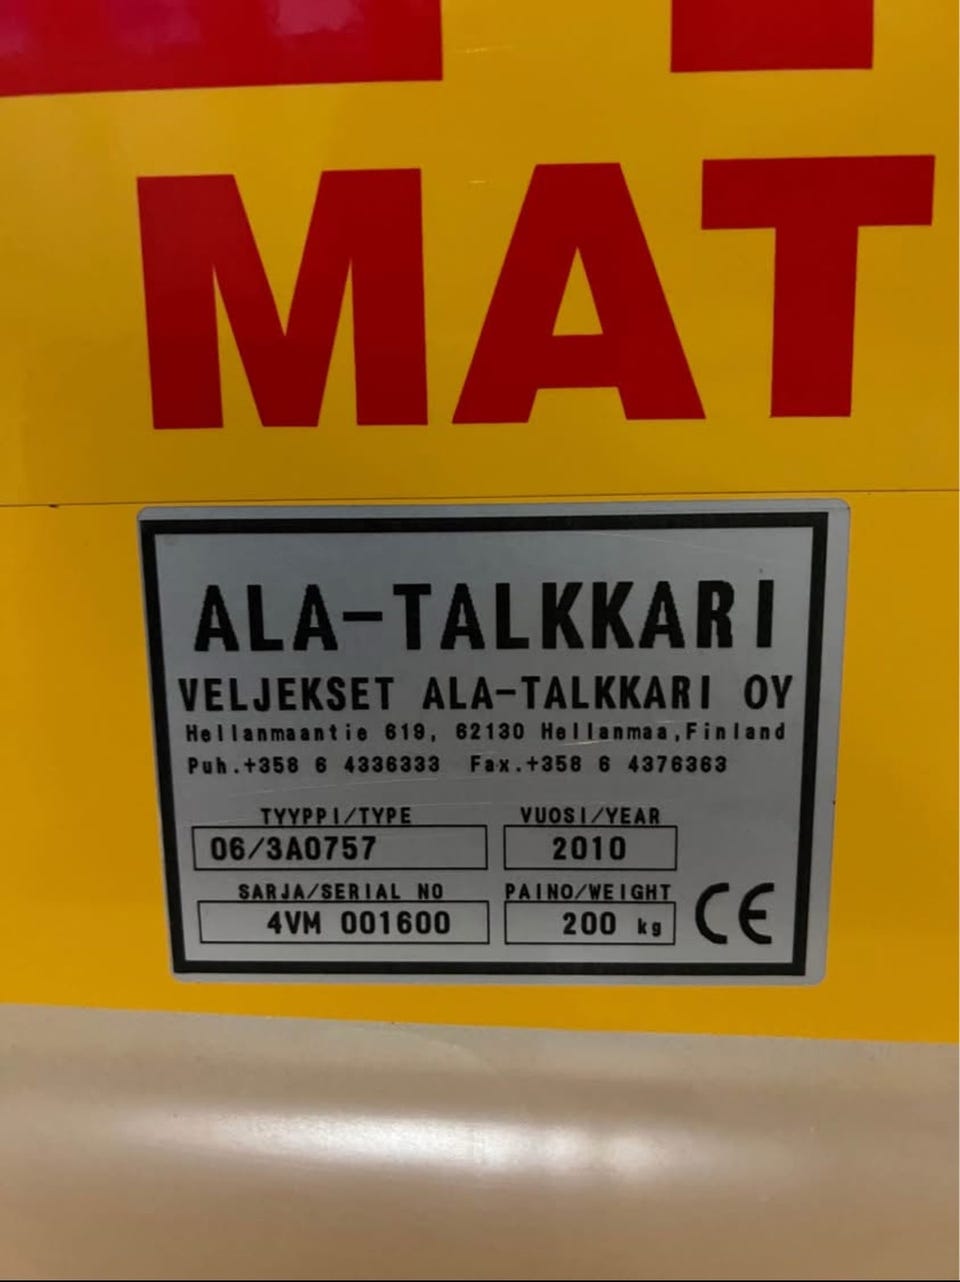 MAT
ALA-TALKKARI
VELJEKSET ALA-TALKKARI OY
Hellanmaantie 619, 62130 Hellanmaa,Finland
Puh.+358 6 4336333 Fax.+358 6 4376363
TYYPPI/TYPE VUOSI/YEAR
06/3A0757 2010
SARJA/SERIAL NO PAINO/WEIGHT
4VM 001600 200 kg CE